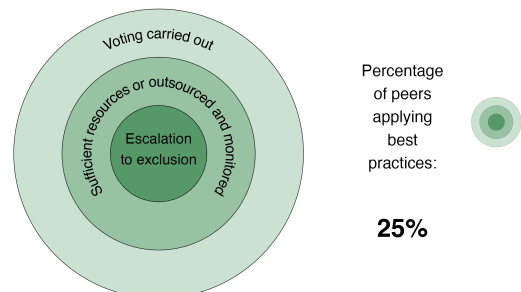 Voting carried out
Sufficient resources or outsourced and monitored
Escalation
to exclusion
Percentage
of peers
applying
best
practices:
25%